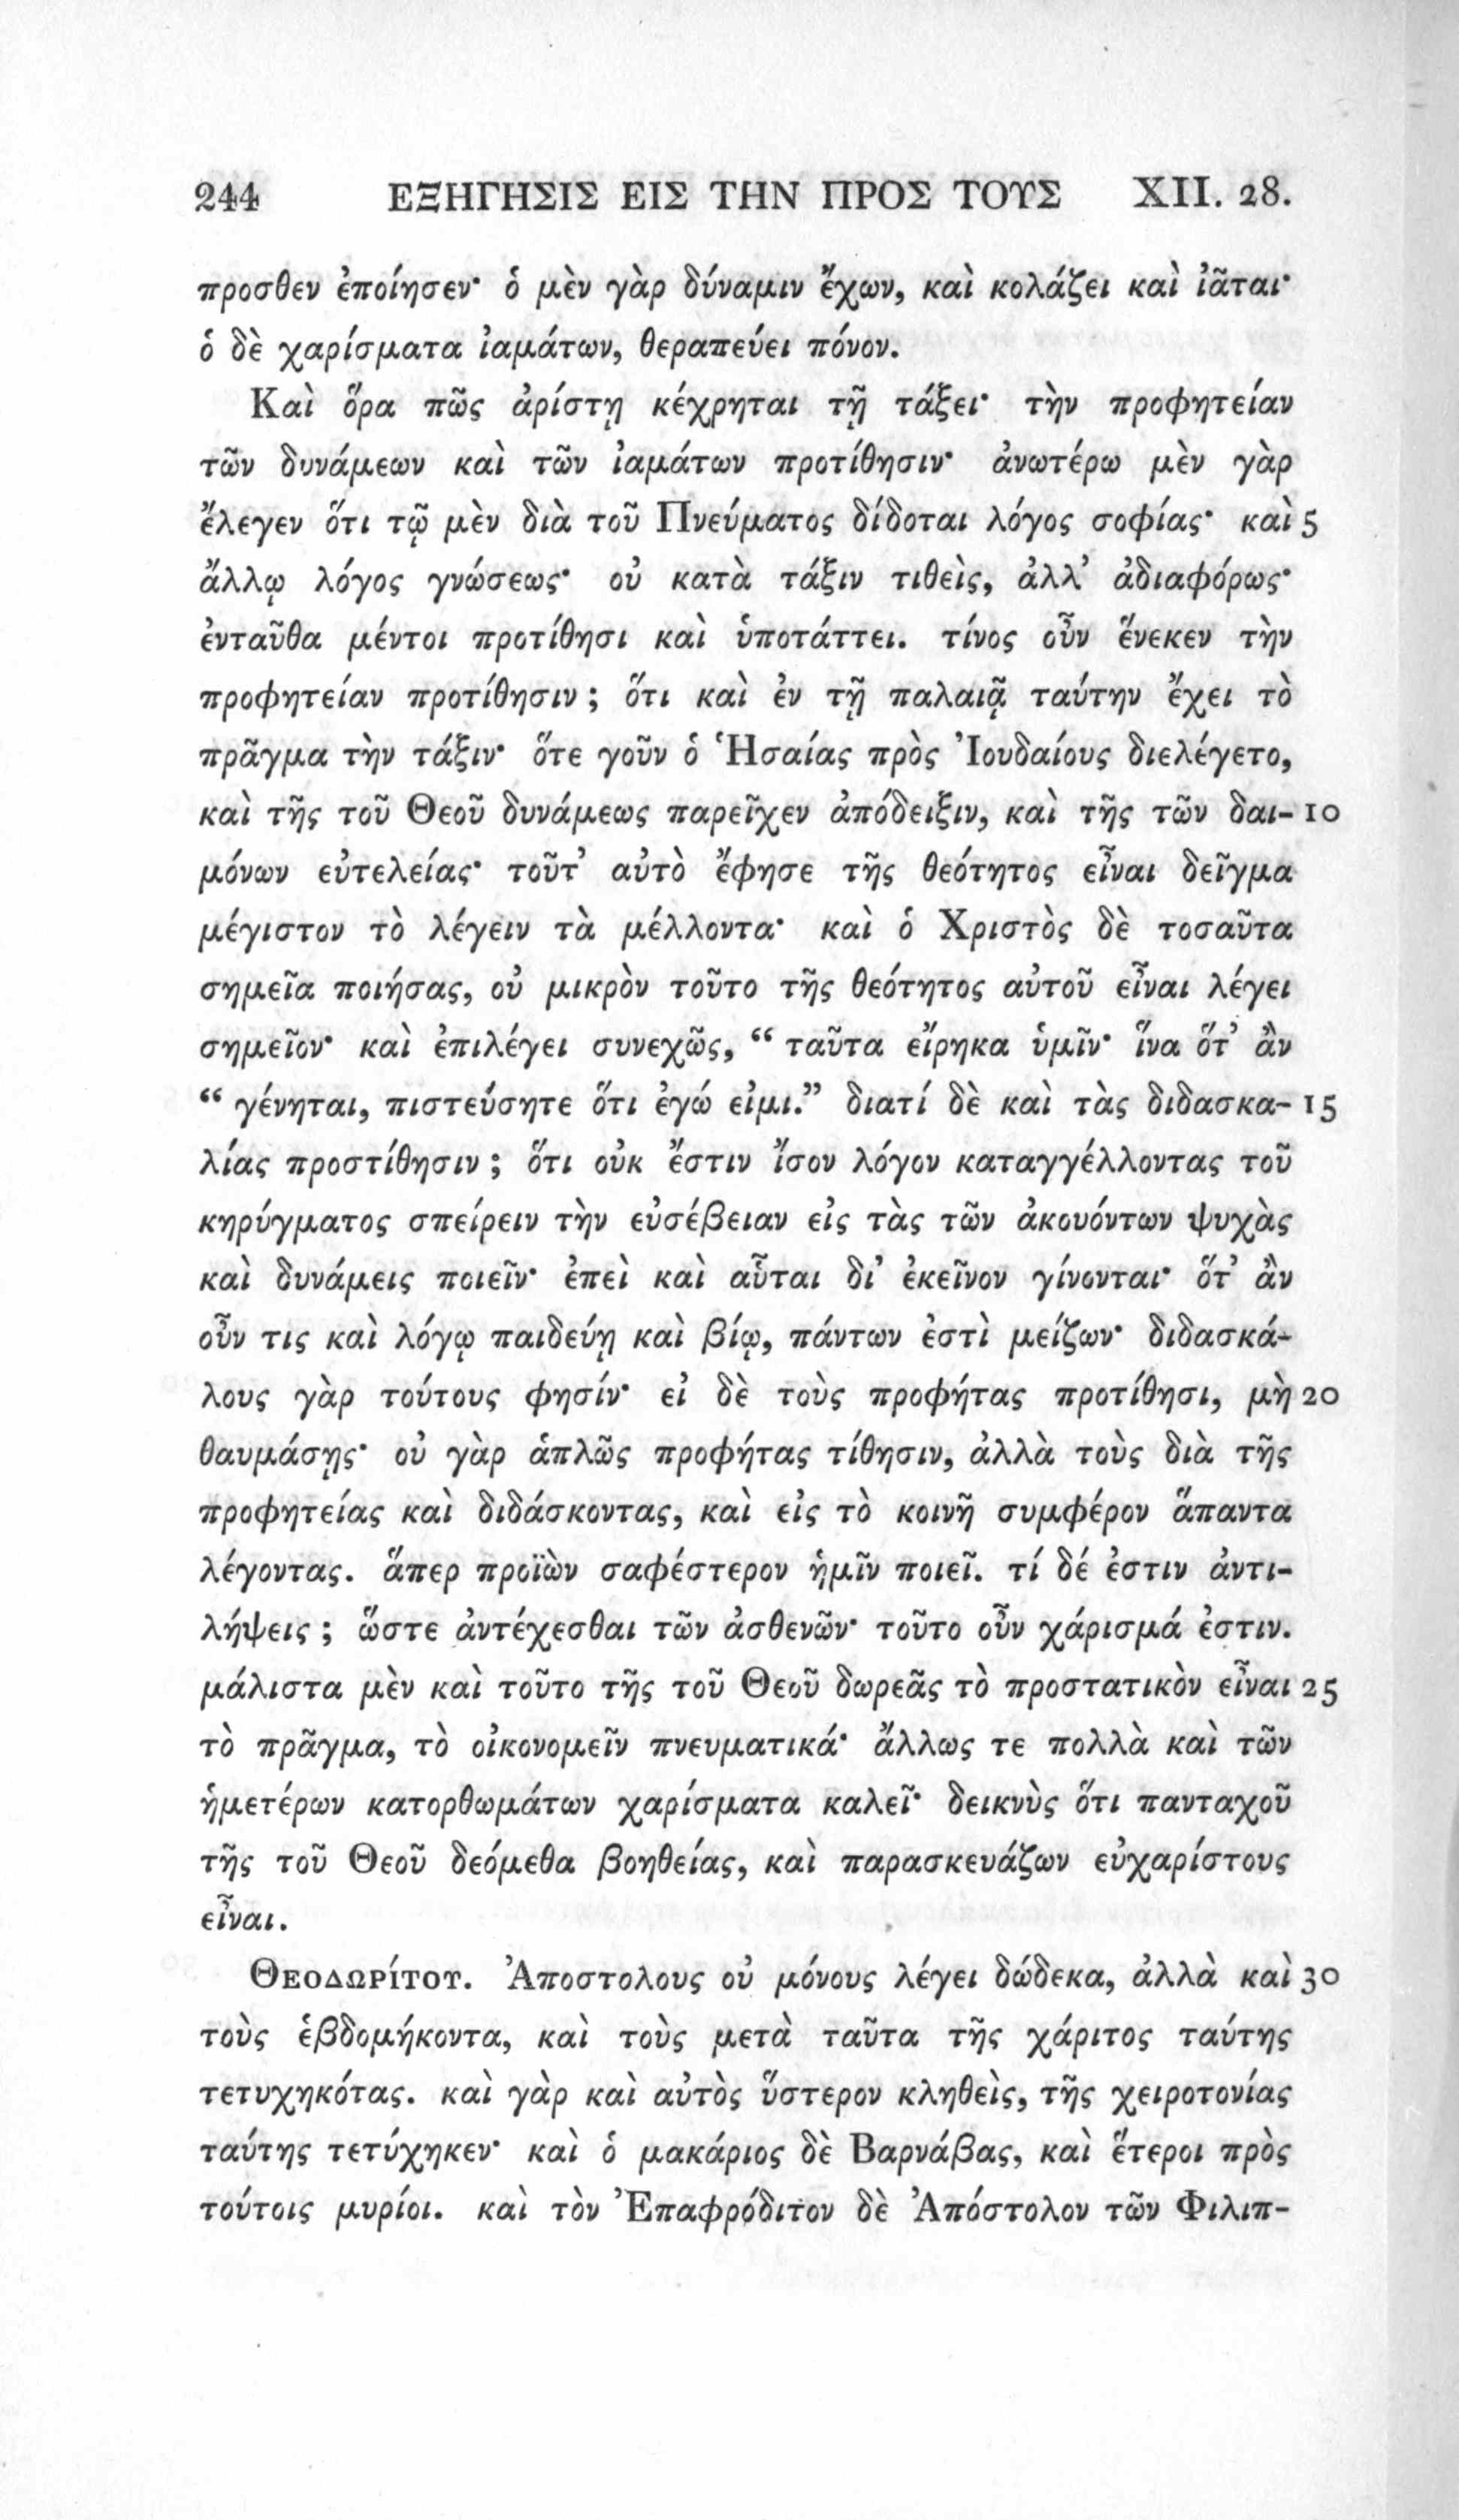 244 ΕΞΗΓΗΣΙΣ ΕΙΣ ΤΗΝ ΠΡΟΣ ΤΟΥΣ XII. 28.
προσθεν ἐποίησεν· ὁ μὲν γὰρ δύναμιν ἔχων, καὶ κολάζει καὶ ἰᾶται·
ὁ δὲ χαρίσματα ἰαμάτων, θεραπεύει πόνον.
Καὶ ὅρα πῶς ἀρίστῃ κέχρηται τῇ τάξει· τὴν προφητείαν
τῶν δυνάμεων καὶ τῶν ἰαμάτων προτίθησιν· ἀνωτέρω μὲν γὰρ
ἔλεγεν ὅτι τῷ μὲν διὰ τοῦ Πνεύματος δίδοται λόγος σοφίας· καὶ 5
ἄλλῳ λόγος γνώσεως· οὐ κατὰ τάξιν τιθεὶς, ἀλλ’ ἀδιαφόρως·
ἐνταῦθα μέντοι προτίθησι καὶ ὑποτάττει. τίνος οὖν ἕνεκεν τὴν
προφητείαν προτίθησιν ; ὅτι καὶ ἐν τῇ παλαιᾷ ταύτην ἔχει τὸ
πρᾶγμα τὴν τάξιν· ὅτε γοῦν ὁ Ἡσαίας πρὸς Ἰουδαίους διελέγετο,
καὶ τῆς τοῦ Θεοῦ δυνάμεως παρεῖχεν ἀπόδειξιν, καὶ τῆς τῶν δαι- 10
μόνων εὐτελείας· τοῦτ’ αὐτὸ ἔφησε τῆς θεότητος εἶναι δεῖγμα
μέγιστον τὸ λέγειν τὰ μέλλοντα· καὶ ὁ Χριστὸς δὲ τοσαῦτα
σημεῖα ποιήσας, οὐ μικρὸν τοῦτο τῆς θεότητος αὐτοῦ εἶναι λέγει
σημεῖον· καὶ ἐπιλέγει συνεχῶς, “ ταῦτα εἴρηκα ὑμῖν· ἵνα ὅτ’ ἂν
“ γένηται, πιστεύσητε ὅτι ἐγώ εἰμι.” διατί δὲ καὶ τὰς διδασκα- 15
λίας προστίθησιν ; ὅτι οὐκ ἔστιν ἴσον λόγον καταγγέλλοντας τοῦ
κηρύγματος σπείρειν τὴν εὐσέβειαν εἰς τὰς τῶν ἀκουόντων ψυχὰς
καὶ δυνάμεις ποιεῖν· ἐπεὶ καὶ αὗται δι’ ἐκεῖνον γίνονται· ὅτ’ ἂν
οὖν τις καὶ λόγῳ παιδεύῃ καὶ βίῳ, πάντων ἐστὶ μείζων· διδασκά-
λους γὰρ τούτους φησίν· εἰ δὲ τοὺς προφήτας προτίθησι, μὴ 20
θαυμάσῃς· οὐ γὰρ ἁπλῶς προφήτας τίθησιν, ἀλλὰ τοὺς διὰ τῆς
προφητείας καὶ διδάσκοντας, καὶ εἰς τὸ κοινῆ συμφέρον ἅπαντα
λέγοντας. ἅπερ προϊὼν σαφέστερον ἡμῖν ποιεῖ. τί δέ ἐστιν ἀντι-
λήψεις ; ὥστε ἀντέχεσθαι τῶν ἀσθενῶν· τοῦτο οὖν χάρισμά ἐστιν.
μάλιστα μὲν καὶ τοῦτο τῆς τοῦ Θεοῦ δωρεᾶς τὸ προστατικὸν εἶναι 25
τὸ πρᾶγμα, τὸ οἰκονομεῖν πνευματικά· ἄλλως τε πολλὰ καὶ τῶν
ἡμετέρων κατορθωμάτων χαρίσματα καλεῖ· δεικνὺς ὅτι πανταχοῦ
τῆς τοῦ Θεοῦ δεόμεθα βοηθείας, καὶ παρασκευάζων εὐχαρίστους
εἶναι.
Θεοδωρίτου. Ἀποστολους οὐ μόνους λέγει δώδεκα, ἀλλὰ καὶ 30
τοὺς ἑβδομήκοντα, καὶ τοὺς μετὰ ταῦτα τῆς χάριτος ταύτης
τετυχηκότας. καὶ γὰρ καὶ αὐτὸς ὕστερον κληθεὶς, τῆς χειροτονίας
ταύτης τετύχηκεν· καὶ ὁ μακάριος δὲ Βαρνάβας, καὶ ἕτεροι πρὸς
τούτοις μυρίοι. καὶ τὸν Ἐπαφρόδιτον δὲ Ἀπόστολον τῶν Φιλιπ-